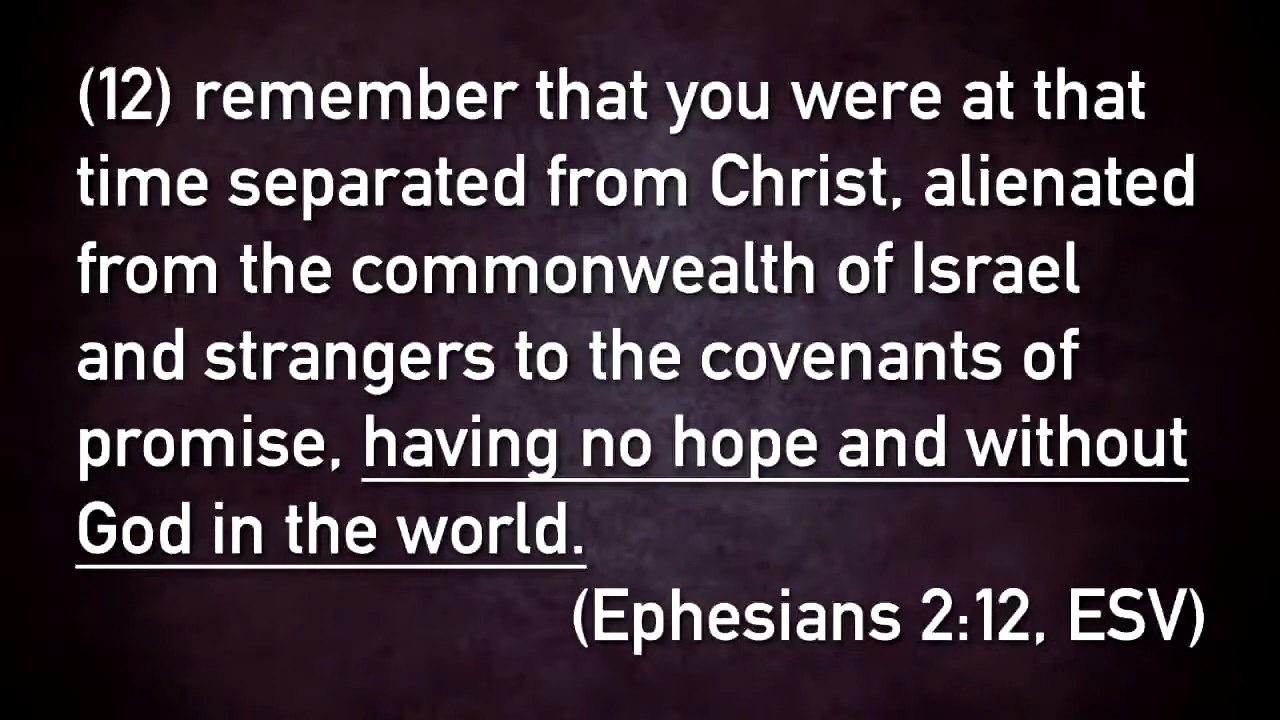 (12) remember that you were at that
time separated from Christ, alienated
from the commonwealth of Israel
and strangers to the covenants of
promise, having no hope and without
God in the world.
(Ephesians 2:12, ESV)